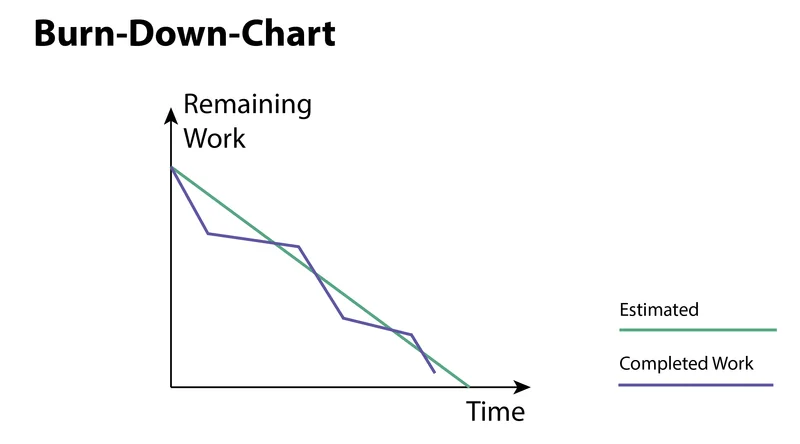 Burn-Down-Chart
Remaining
Work
Estimated
Completed Work
Time